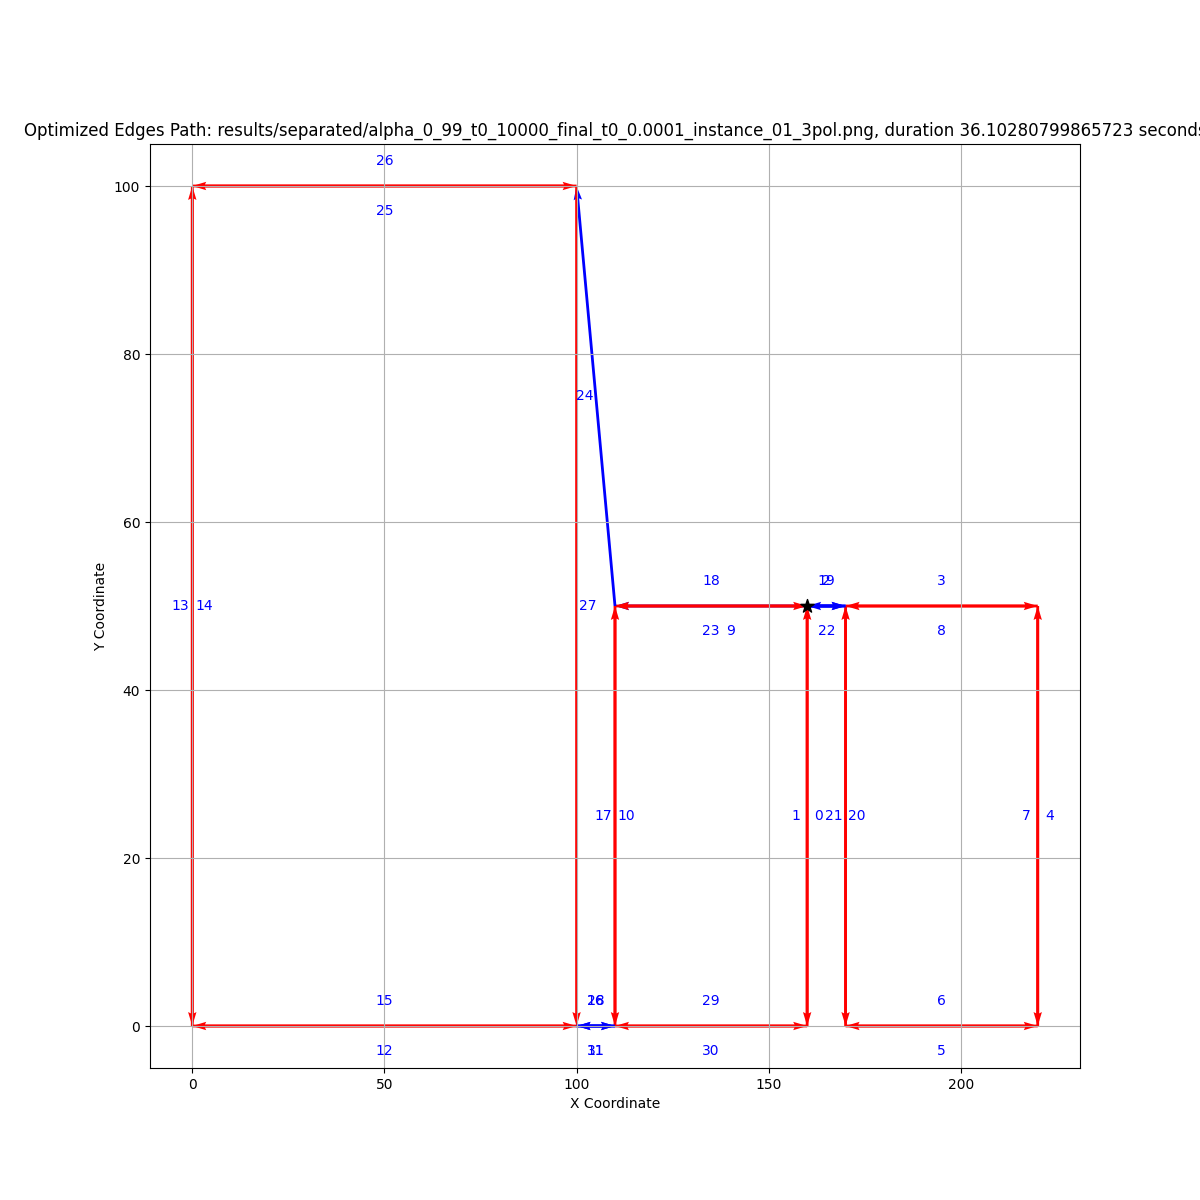 Optimized Edges Path: results/separated/alpha_0_99_t0_10000_final_t0_0.0001_instance_01_3pol.png, duration 36.10280799865723 seconds
26
100
25
80
24
60
18 19 3
13 14 27
23 9 22 8
Y Coordinate
40
17 10 1 0 21 20 7 4
20
15 29 6
0
12 30 5
0 50 100 150 200
X Coordinate